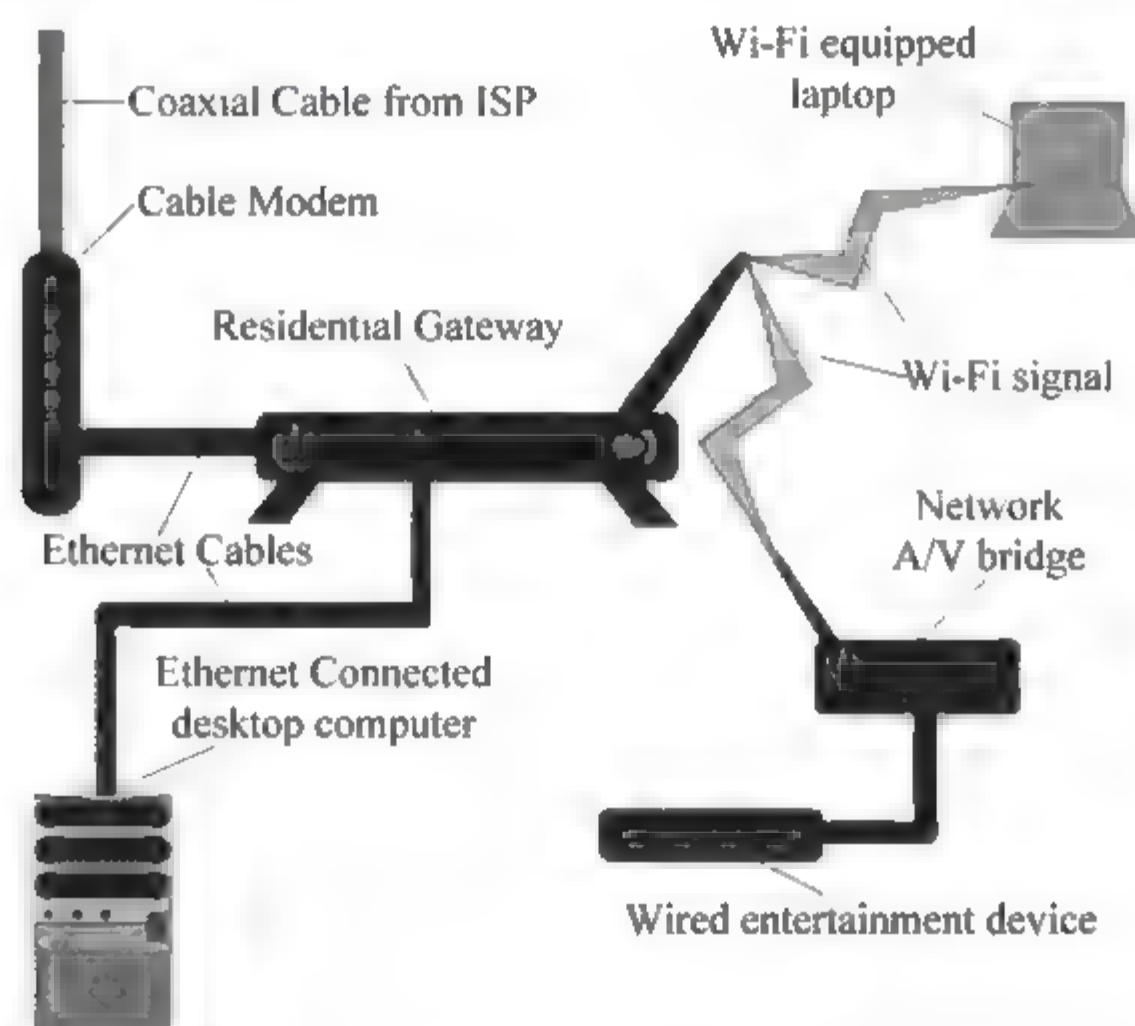 Wi-Fi equipped
laptop
Coaxial Cable from ISP
Cable Modem
Residential Gateway
Wi-Fi signal
Network
A/V bridge
Ethernet Cables
Ethernet Connected
desktop computer
Wired entertainment device